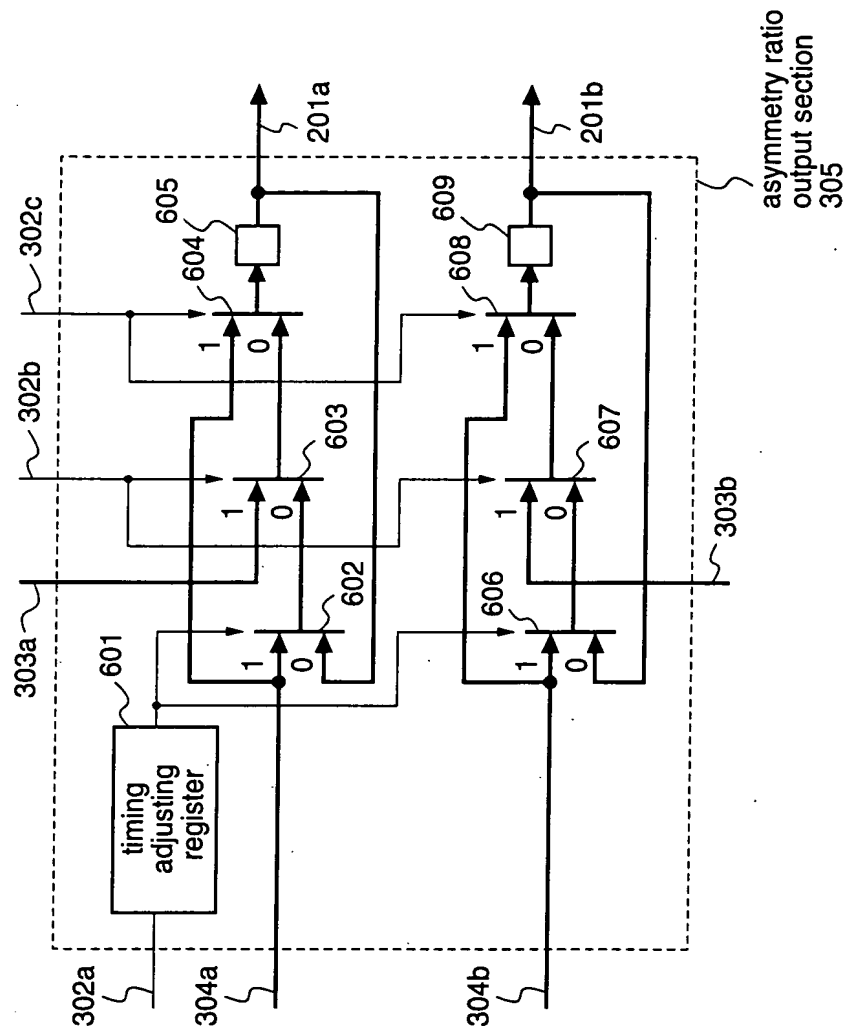 302c
302b
303a
601
timing
adjusting
register
302a
304a
304b
602
1
0
603
1
0
604
1
0
605
201a
606
1
0
607
1
0
608
1
0
609
201b
303b
asymmetry ratio
output section
305